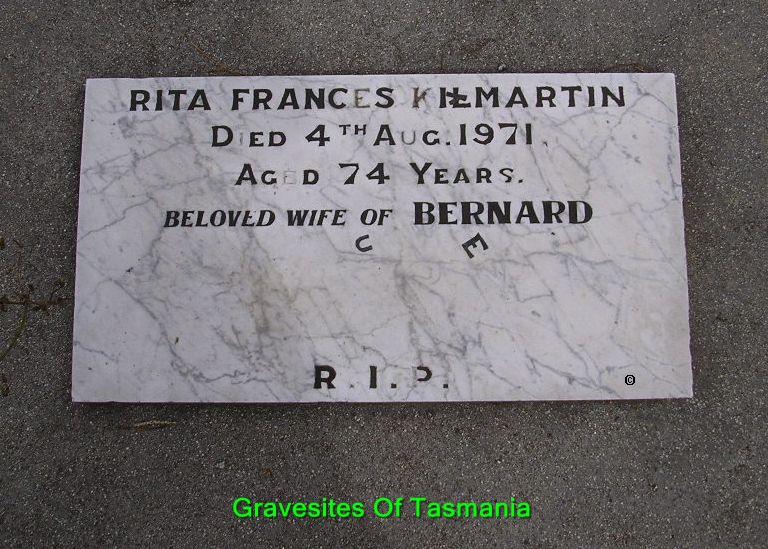 RITA FRANCES KILMARTIN
DIED 4TH AUG. 1971.
AGED 74 YEARS.
BELOVED WIFE OF BERNARD
U E
R.I.P.
©
Gravesites Of Tasmania